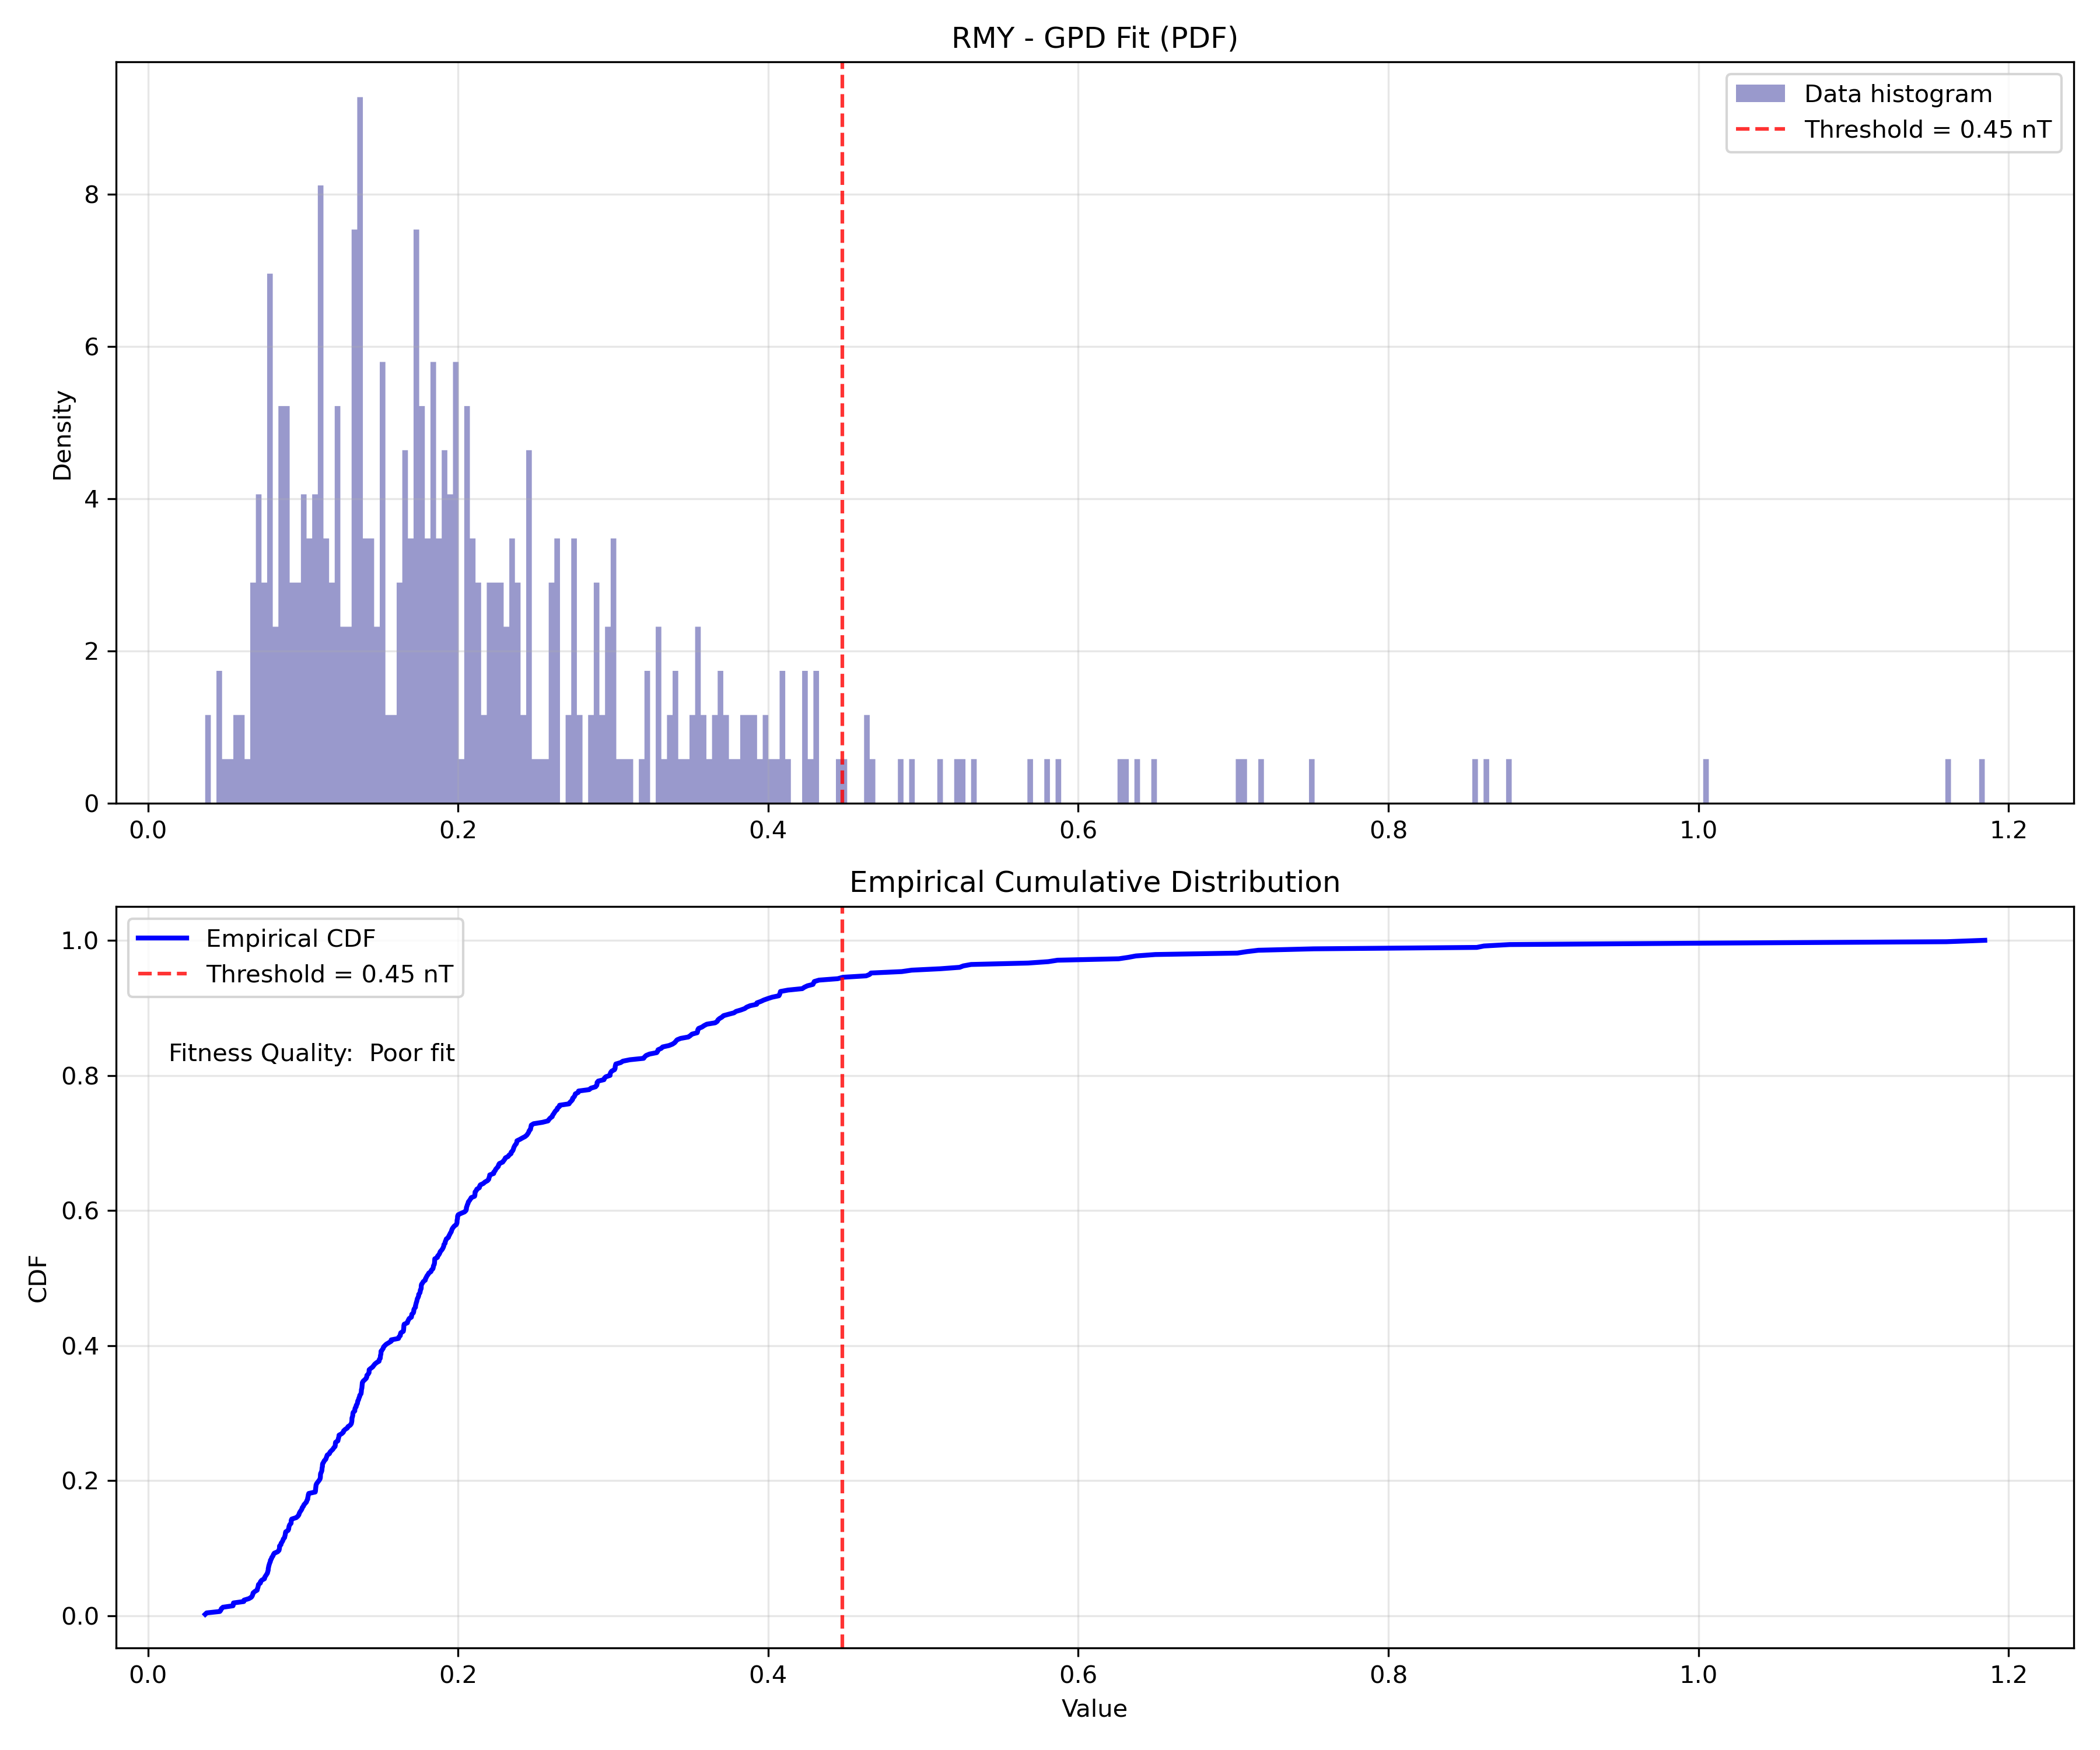 RMY - GPD Fit (PDF)
Data histogram
Threshold = 0.45 nT
Density
8
6
4
2
0
0.0 0.2 0.4 0.6 0.8 1.0 1.2
Empirical Cumulative Distribution
Empirical CDF
Threshold = 0.45 nT
Fitness Quality:  Poor fit
CDF
1.0
0.8
0.6
0.4
0.2
0.0
0.0 0.2 0.4 0.6 0.8 1.0 1.2
Value